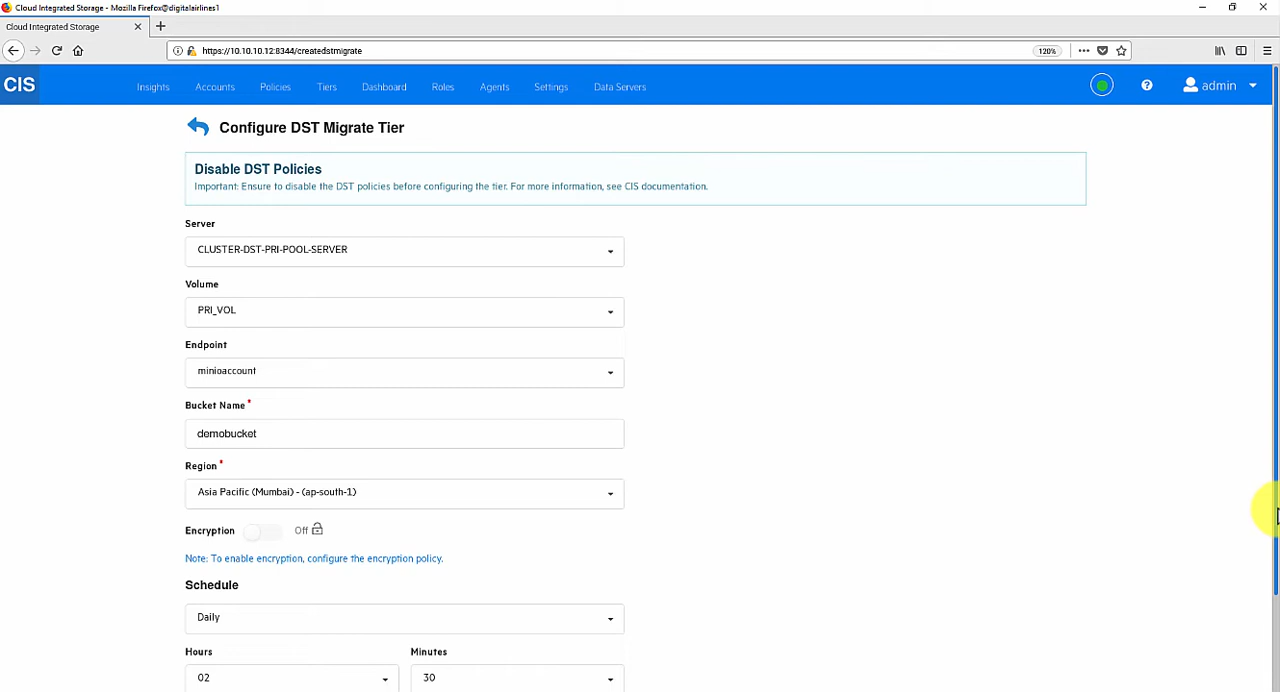 Cloud Integrated Storage - Mozilla Firefox@digitalairlines1
Cloud Integrated Storage
https://10.10.10.12:8344/createdstmigrate
120%
CIS Insights Accounts Policies Tiers Dashboard Roles Agents Settings Data Servers admin
Configure DST Migrate Tier
Disable DST Policies
Important: Ensure to disable the DST policies before configuring the tier. For more information, see CIS documentation.
Server
CLUSTER-DST-PRI-POOL-SERVER
Volume
PRI_VOL
Endpoint
minioaccount
Bucket Name *
demobucket
Region *
Asia Pacific (Mumbai) - (ap-south-1)
Encryption Off
Note: To enable encryption, configure the encryption policy.
Schedule
Daily
Hours Minutes
02 30